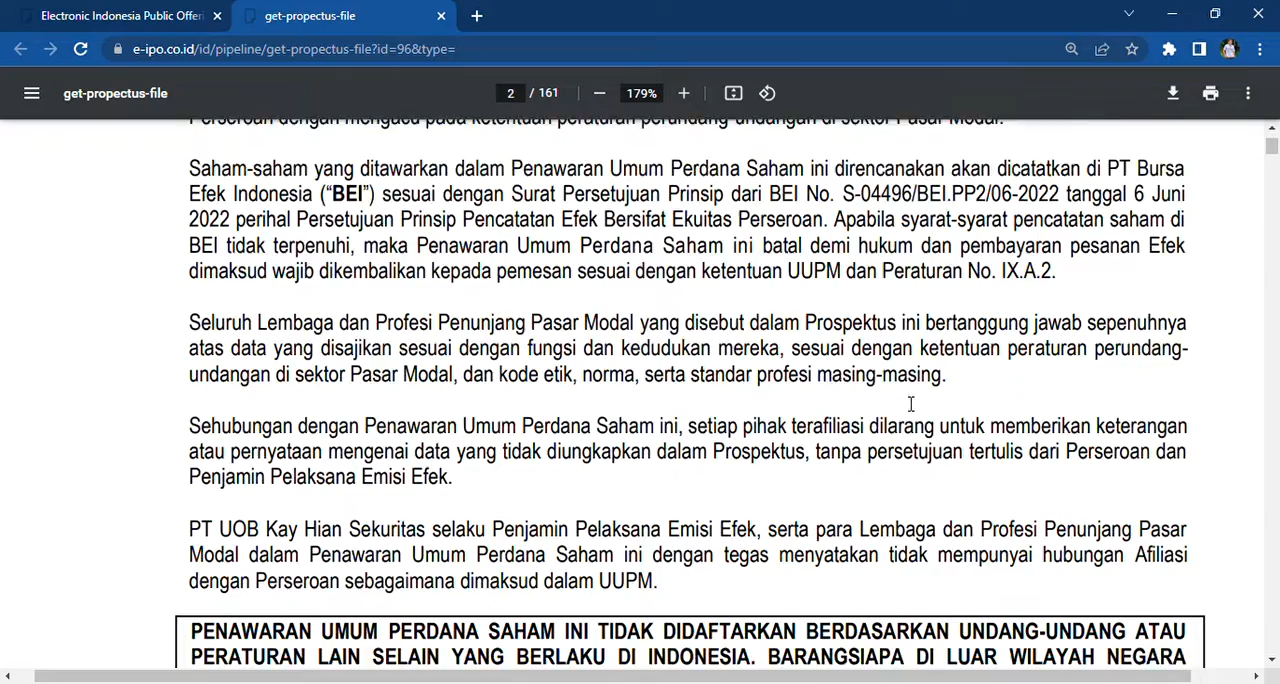 Electronic Indonesia Public Offeri
get-propectus-file
e-ipo.co.id/id/pipeline/get-propectus-file?id=96&type=
get-propectus-file
2 / 161
179%
Perseroan dengan mengacu pada ketentuan peraturan perundang-undangan di sektor Pasar Modal.
Saham-saham yang ditawarkan dalam Penawaran Umum Perdana Saham ini direncanakan akan dicatatkan di PT Bursa
Efek Indonesia (“BEI”) sesuai dengan Surat Persetujuan Prinsip dari BEI No. S-04496/BEI.PP2/06-2022 tanggal 6 Juni
2022 perihal Persetujuan Prinsip Pencatatan Efek Bersifat Ekuitas Perseroan. Apabila syarat-syarat pencatatan saham di
BEI tidak terpenuhi, maka Penawaran Umum Perdana Saham ini batal demi hukum dan pembayaran pesanan Efek
dimaksud wajib dikembalikan kepada pemesan sesuai dengan ketentuan UUPM dan Peraturan No. IX.A.2.
Seluruh Lembaga dan Profesi Penunjang Pasar Modal yang disebut dalam Prospektus ini bertanggung jawab sepenuhnya
atas data yang disajikan sesuai dengan fungsi dan kedudukan mereka, sesuai dengan ketentuan peraturan perundang-
undangan di sektor Pasar Modal, dan kode etik, norma, serta standar profesi masing-masing.
Sehubungan dengan Penawaran Umum Perdana Saham ini, setiap pihak terafiliasi dilarang untuk memberikan keterangan
atau pernyataan mengenai data yang tidak diungkapkan dalam Prospektus, tanpa persetujuan tertulis dari Perseroan dan
Penjamin Pelaksana Emisi Efek.
PT UOB Kay Hian Sekuritas selaku Penjamin Pelaksana Emisi Efek, serta para Lembaga dan Profesi Penunjang Pasar
Modal dalam Penawaran Umum Perdana Saham ini dengan tegas menyatakan tidak mempunyai hubungan Afiliasi
dengan Perseroan sebagaimana dimaksud dalam UUPM.
PENAWARAN UMUM PERDANA SAHAM INI TIDAK DIDAFTARKAN BERDASARKAN UNDANG-UNDANG ATAU
PERATURAN LAIN SELAIN YANG BERLAKU DI INDONESIA. BARANGSIAPA DI LUAR WILAYAH NEGARA